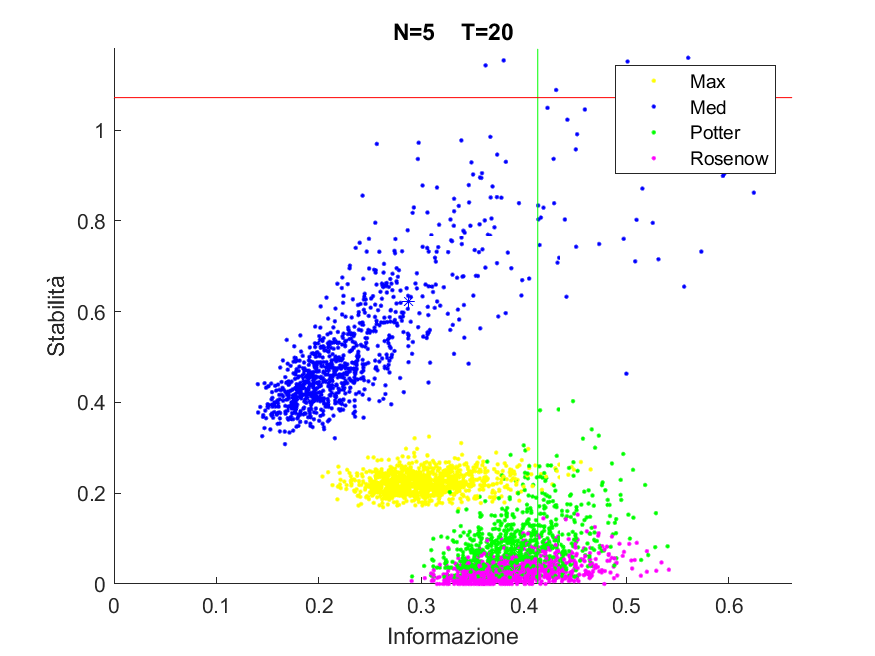 N=5 T=20
Max
Med
Potter
Rosenow
Stabilità
1
0.8
0.6
0.4
0.2
0
0 0.1 0.2 0.3 0.4 0.5 0.6
Informazione